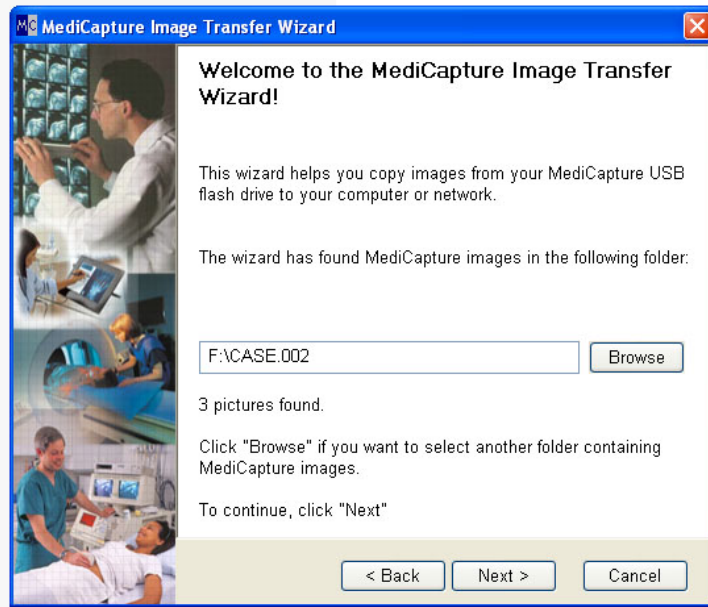 MC MediCapture Image Transfer Wizard
Welcome to the MediCapture Image Transfer
Wizard!
This wizard helps you copy images from your MediCapture USB
flash drive to your computer or network.
The wizard has found MediCapture images in the following folder:
F:\CASE.002
Browse
3 pictures found.
Click "Browse" if you want to select another folder containing
MediCapture images.
To continue, click "Next"
< Back
Next >
Cancel